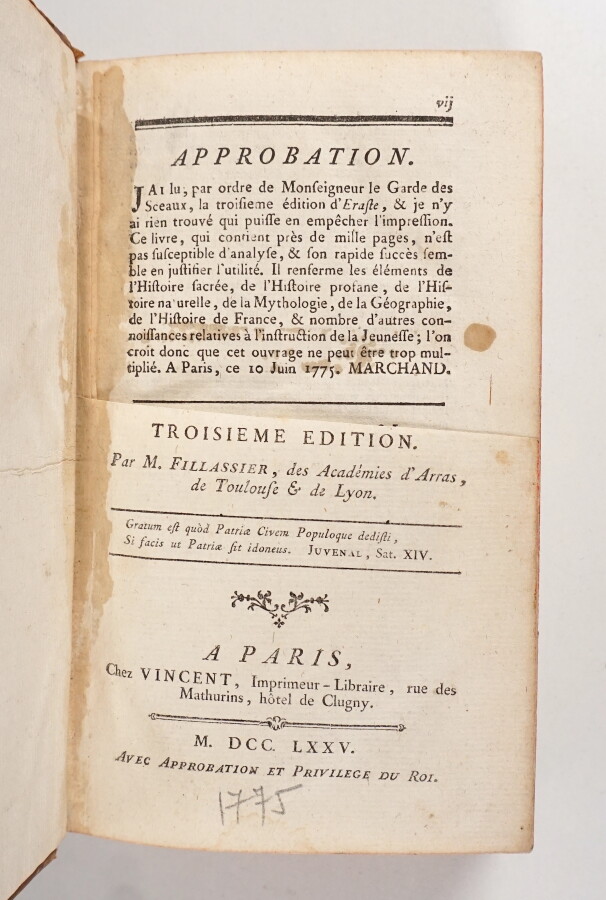 vij
APPROBATION.
J'AI lu, par ordre de Monſeigneur le Garde des
Sceaux, la troiſieme édition d'Eraſte, & je n'y
ai rien trouvé qui puiſſe en empêcher l'impreſſion.
Ce livre, qui contient près de mille pages, n'eſt
pas ſuſceptible d'analyſe, & ſon rapide ſuccès ſem-
ble en juſtifier l'utilité. Il renferme les éléments de
l'Hiſtoire ſacrée, de l'Hiſtoire profane, de l'Hiſ-
toire naturelle, de la Mythologie, de la Géographie,
de l'Hiſtoire de France, & nombre d'autres con-
noiſſances relatives à l'inſtruction de la Jeuneſſe ; l'on
croit donc que cet ouvrage ne peut être trop mul-
tiplié. A Paris, ce 10 Juin 1775. MARCHAND.
TROISIEME EDITION.
Par M. FILLASSIER, des Académies d'Arras,
de Toulouſe & de Lyon.
Gratum eſt quòd Patriæ Civem Populoque dediſti,
Si facis ut Patriæ ſit idoneus. JUVENAL, Sat. XIV.
A PARIS,
Chez VINCENT, Imprimeur-Libraire, rue des
Mathurins, hôtel de Clugny.
M. DCC. LXXV.
AVEC APPROBATION ET PRIVILEGE DU ROI.
1775